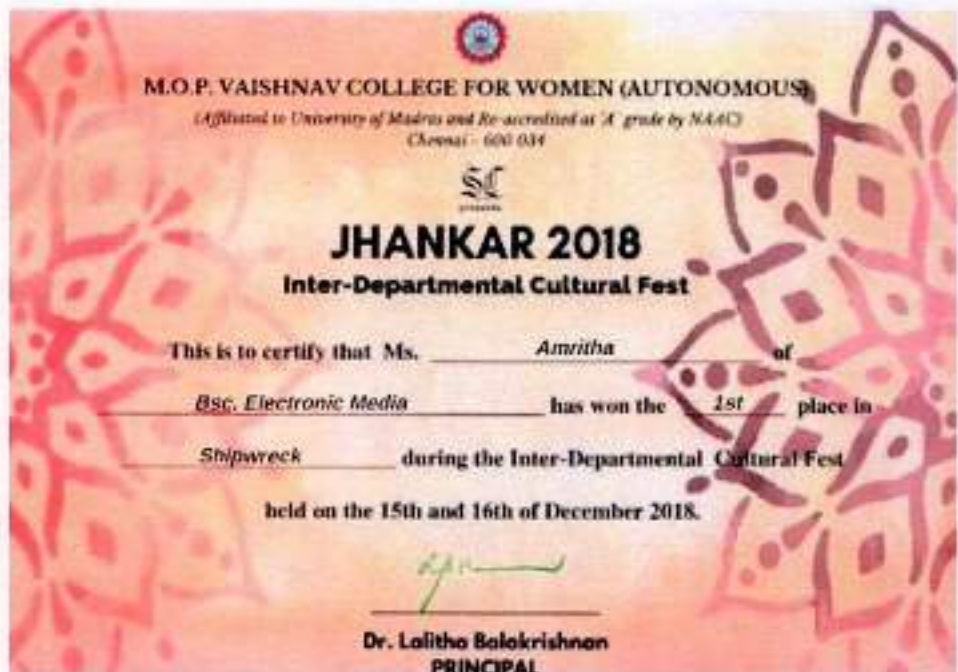 M.O.P. VAISHNAV COLLEGE FOR WOMEN (AUTONOMOUS)
(Affiliated to University of Madras and Re-accredited at 'A' grade by NAAC)
Chennai - 600 034
SC
presents
JHANKAR 2018
Inter-Departmental Cultural Fest
This is to certify that Ms. Amritha of
Bsc. Electronic Media has won the 1st place in
Shipwreck during the Inter-Departmental Cultural Fest
held on the 15th and 16th of December 2018.
Dr. Lalitha Balakrishnan
PRINCIPAL